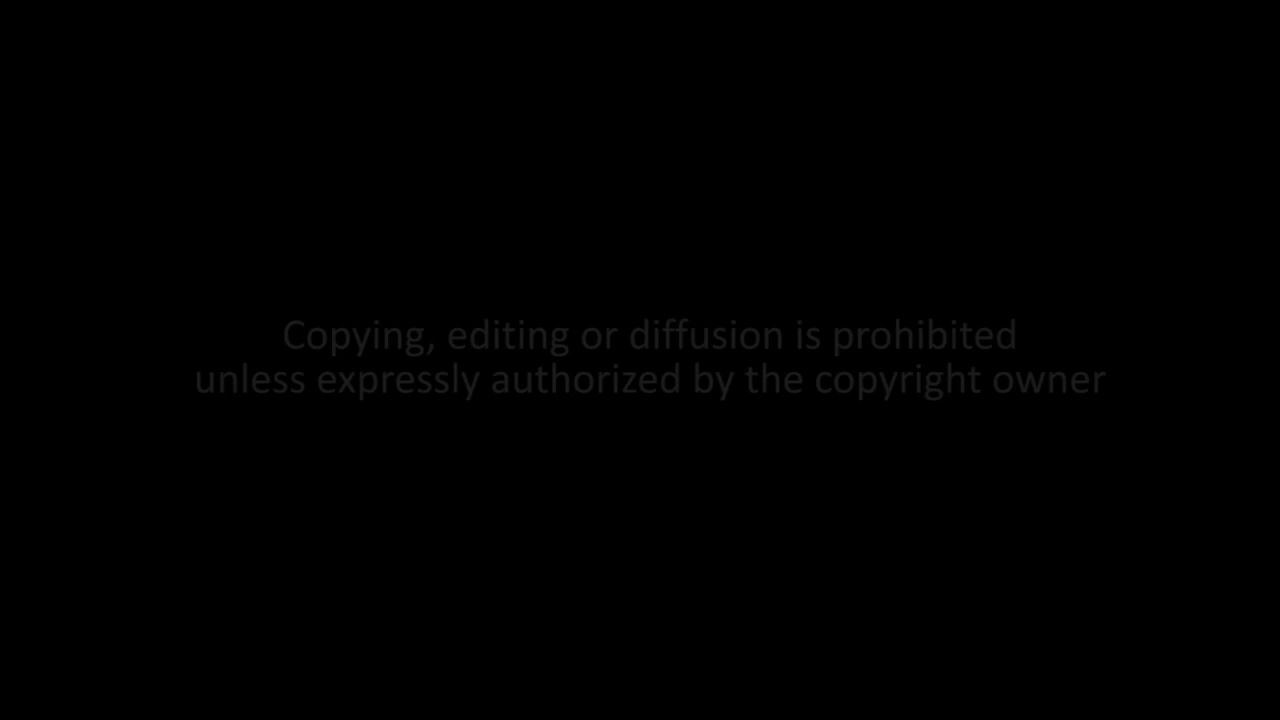 Copying, editing or diffusion is prohibited
unless expressly authorized by the copyright owner